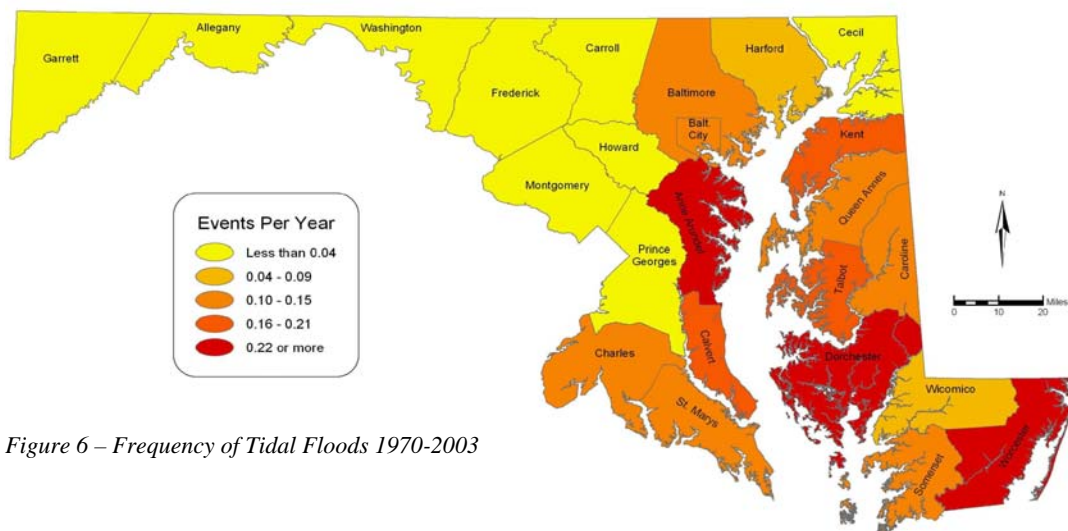 Garrett
Allegany
Washington
Frederick
Carroll
Baltimore
Harford
Cecil
Balt.
City
Howard
Montgomery
Prince
Georges
Anne Arundel
Kent
Queen Annes
Caroline
Talbot
Calvert
Charles
St. Marys
Dorchester
Wicomico
Somerset
Worcester
Events Per Year
Less than 0.04
0.04 - 0.09
0.10 - 0.15
0.16 - 0.21
0.22 or more
N
Miles
0 5 10 20
Figure 6 – Frequency of Tidal Floods 1970-2003